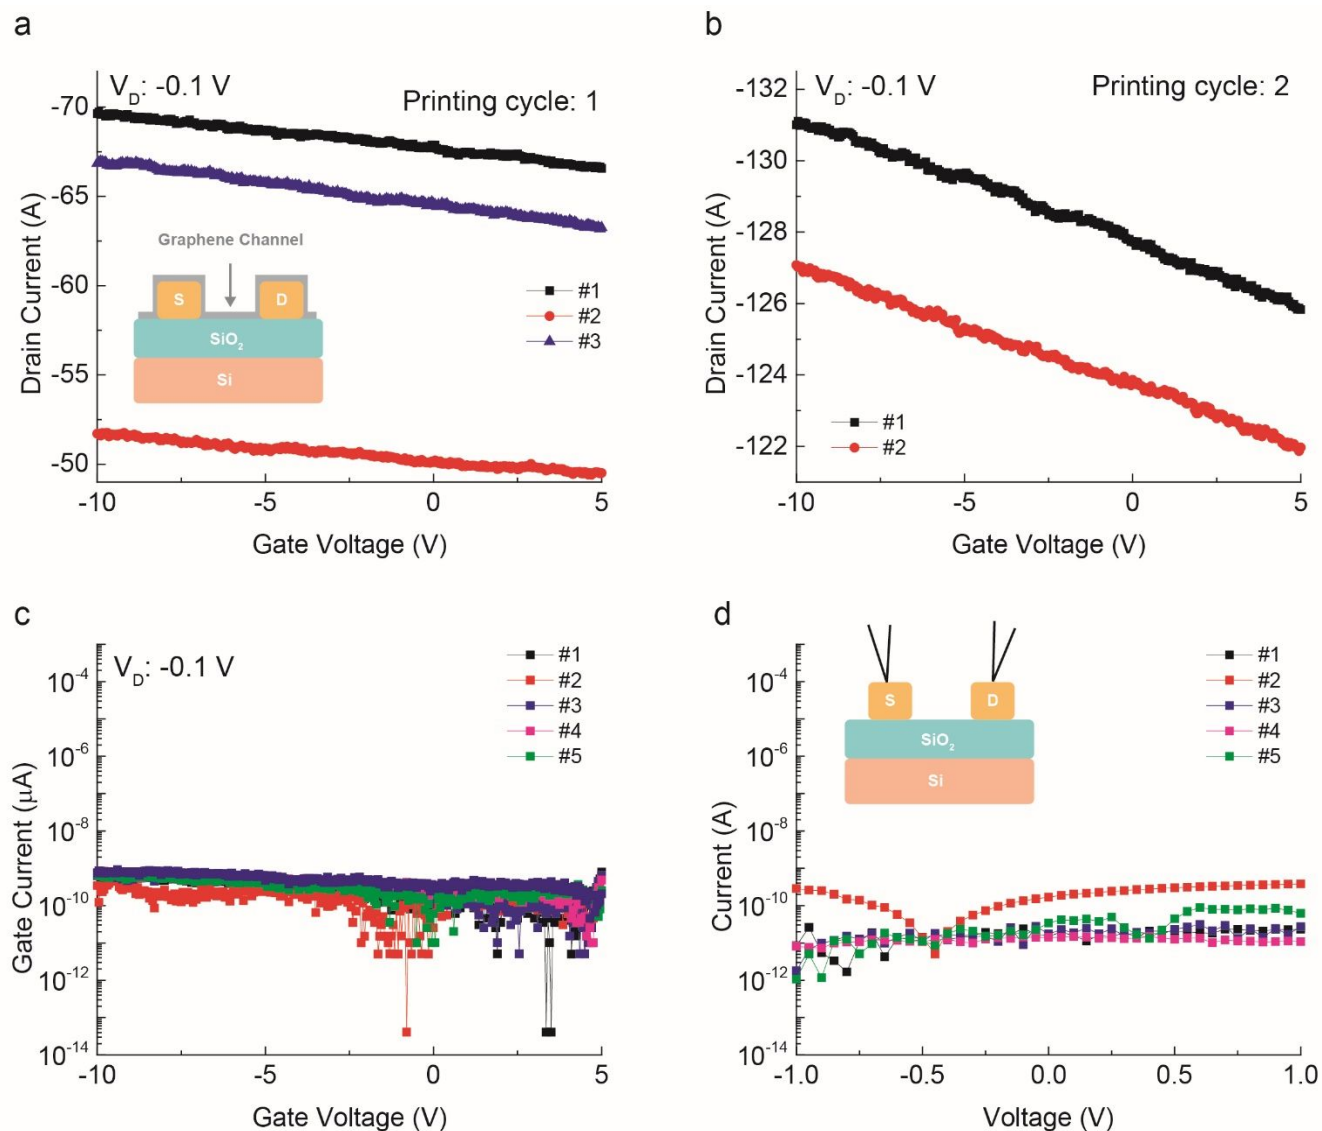 a
V_D: -0.1 V
Printing cycle: 1
Drain Current (A)
-70
-65
-60
-55
-50
Graphene Channel
S
D
SiO₂
Si
#1
#2
#3
-10
-5
0
5
Gate Voltage (V)
b
V_D: -0.1 V
Printing cycle: 2
Drain Current (A)
-132
-130
-128
-126
-124
-122
#1
#2
-10
-5
0
5
Gate Voltage (V)
c
V_D: -0.1 V
#1
#2
#3
#4
#5
Gate Current (μA)
10⁻⁴
10⁻⁶
10⁻⁸
10⁻¹⁰
10⁻¹²
10⁻¹⁴
-10
-5
0
5
Gate Voltage (V)
d
S
D
SiO₂
Si
#1
#2
#3
#4
#5
Current (A)
10⁻⁴
10⁻⁶
10⁻⁸
10⁻¹⁰
10⁻¹²
10⁻¹⁴
-1.0
-0.5
0.0
0.5
1.0
Voltage (V)